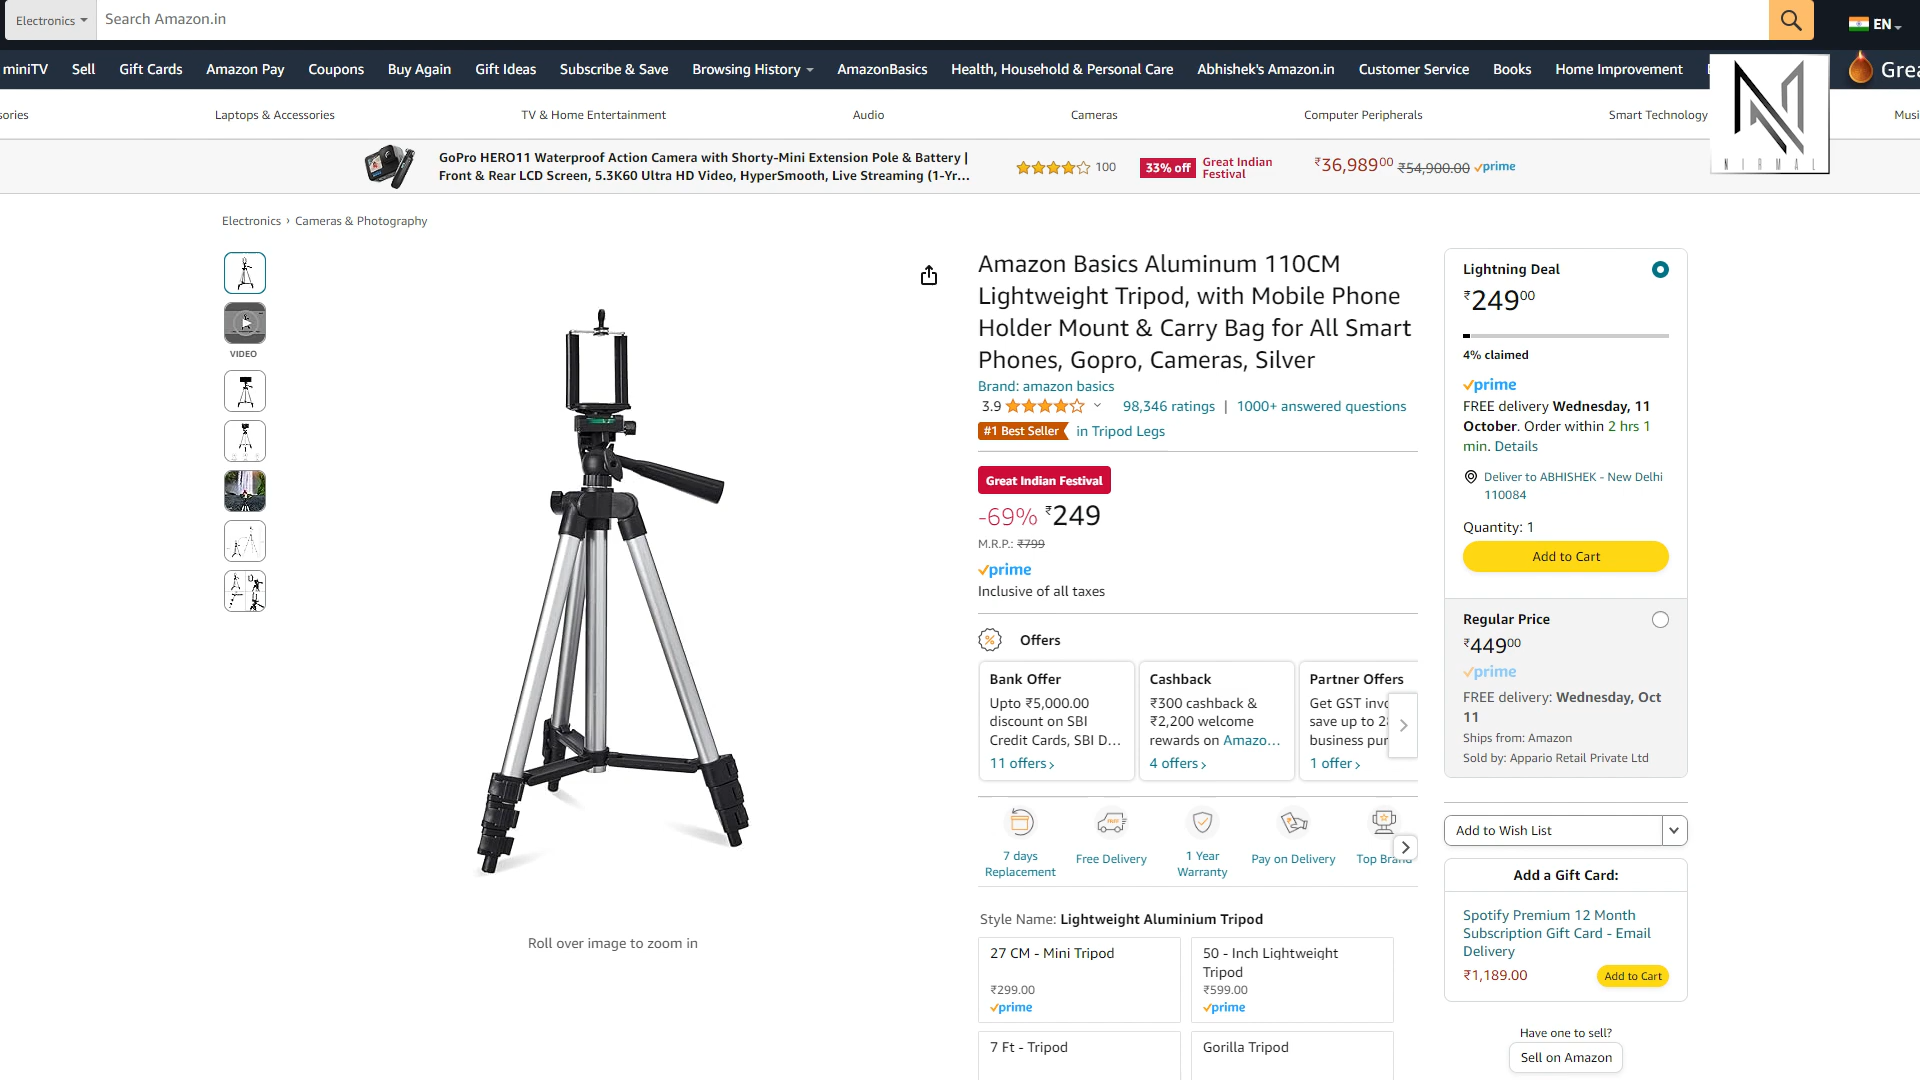 Electronics
Search Amazon.in
EN
miniTV
Sell
Gift Cards
Amazon Pay
Coupons
Buy Again
Gift Ideas
Subscribe & Save
Browsing History
AmazonBasics
Health, Household & Personal Care
Abhishek's Amazon.in
Customer Service
Books
Home Improvement
Laptops & Accessories
TV & Home Entertainment
Audio
Cameras
Computer Peripherals
Smart Technology
NIRMAL
GoPro HERO11 Waterproof Action Camera with Shorty-Mini Extension Pole & Battery |
Front & Rear LCD Screen, 5.3K60 Ultra HD Video, HyperSmooth, Live Streaming (1-Yr...
100
33% off
Great Indian
Festival
₹36,989⁰⁰ ₹54,900.00 prime
Electronics › Cameras & Photography
VIDEO
Roll over image to zoom in
Amazon Basics Aluminum 110CM
Lightweight Tripod, with Mobile Phone
Holder Mount & Carry Bag for All Smart
Phones, Gopro, Cameras, Silver
Brand: amazon basics
3.9 98,346 ratings | 1000+ answered questions
#1 Best Seller in Tripod Legs
Great Indian Festival
-69% ₹249
M.R.P.: ₹799
prime
Inclusive of all taxes
Offers
Bank Offer
Upto ₹5,000.00
discount on SBI
Credit Cards, SBI D...
11 offers ›
Cashback
₹300 cashback &
₹2,200 welcome
rewards on Amazo...
4 offers ›
Partner Offers
Get GST
save up to
business
1 offer ›
7 days
Replacement
Free Delivery
1 Year
Warranty
Pay on Delivery
Top Brand
Style Name: Lightweight Aluminium Tripod
27 CM - Mini Tripod
₹299.00
prime
50 - Inch Lightweight
Tripod
₹599.00
prime
7 Ft - Tripod
Gorilla Tripod
Lightning Deal
₹249⁰⁰
4% claimed
prime
FREE delivery Wednesday, 11
October. Order within 2 hrs 1
min. Details
Deliver to ABHISHEK - New Delhi
110084
Quantity: 1
Add to Cart
Regular Price
₹449⁰⁰
prime
FREE delivery: Wednesday, Oct
11
Ships from: Amazon
Sold by: Appario Retail Private Ltd
Add to Wish List
Add a Gift Card:
Spotify Premium 12 Month
Subscription Gift Card - Email
Delivery
₹1,189.00
Add to Cart
Have one to sell?
Sell on Amazon